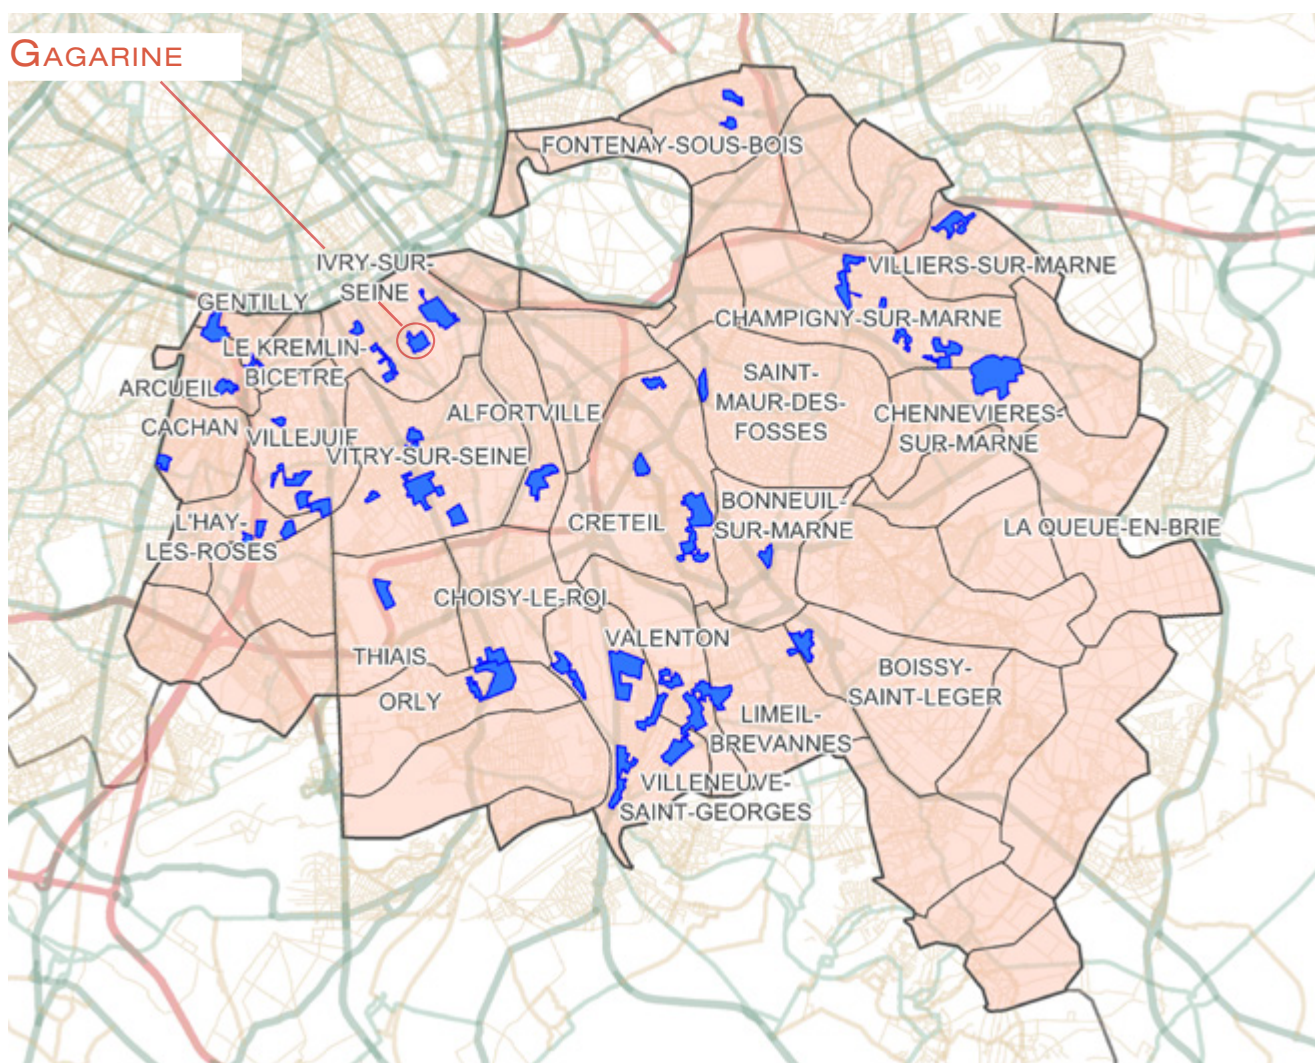 GAGARINE
FONTENAY-SOUS-BOIS
IVRY-SUR-
SEINE
VILLIERS-SUR-MARNE
GENTILLY
CHAMPIGNY-SUR-MARNE
LE KREMLIN-
BICETRE
ARCUEIL
SAINT-
MAUR-DES-
FOSSES
ALFORTVILLE
CHENNEVIERES-
SUR-MARNE
CACHAN
VILLEJUIF
VITRY-SUR-SEINE
BONNEUIL-
SUR-MARNE
L'HAY-
LES-ROSES
CRETEIL
LA QUEUE-EN-BRIE
CHOISY-LE-ROI
VALENTON
THIAIS
BOISSY-
SAINT-LEGER
ORLY
LIMEIL-
BREVANNES
VILLENEUVE-
SAINT-GEORGES